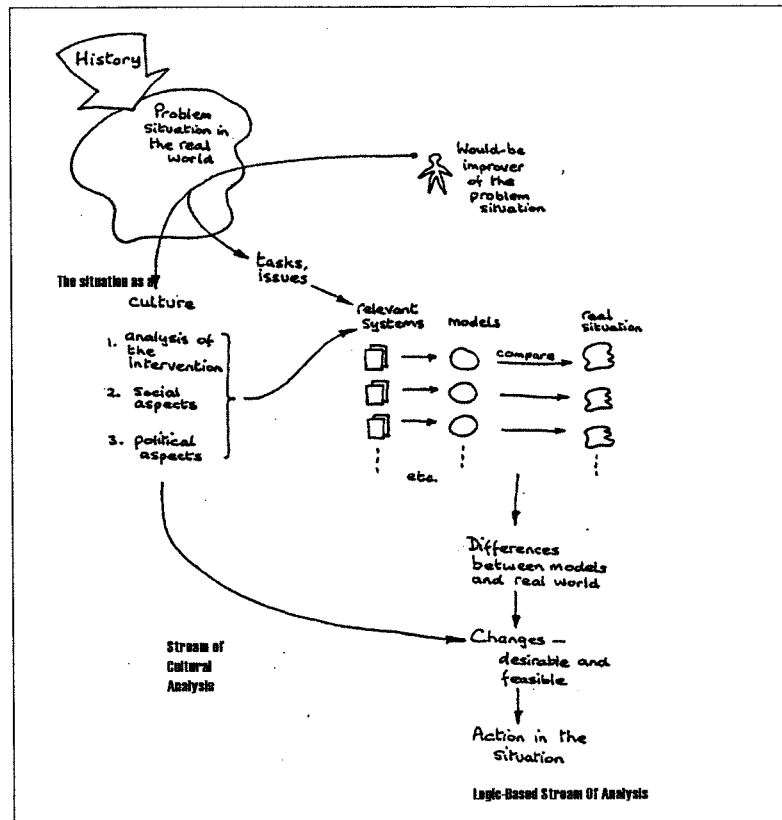 History
Problem
situation in
the real
world
Would-be
improver
of the
problem
situation
tasks,
issues
The situation as a
culture
1. analysis of
the
intervention
2. social
aspects
3. political
aspects
relevant
systems
models
real
situation
compare
etc.
Differences
between models
and real world
Changes —
desirable and
feasible
Action in the
situation
Stream of
Cultural
Analysis
Logic-Based Stream Of Analysis